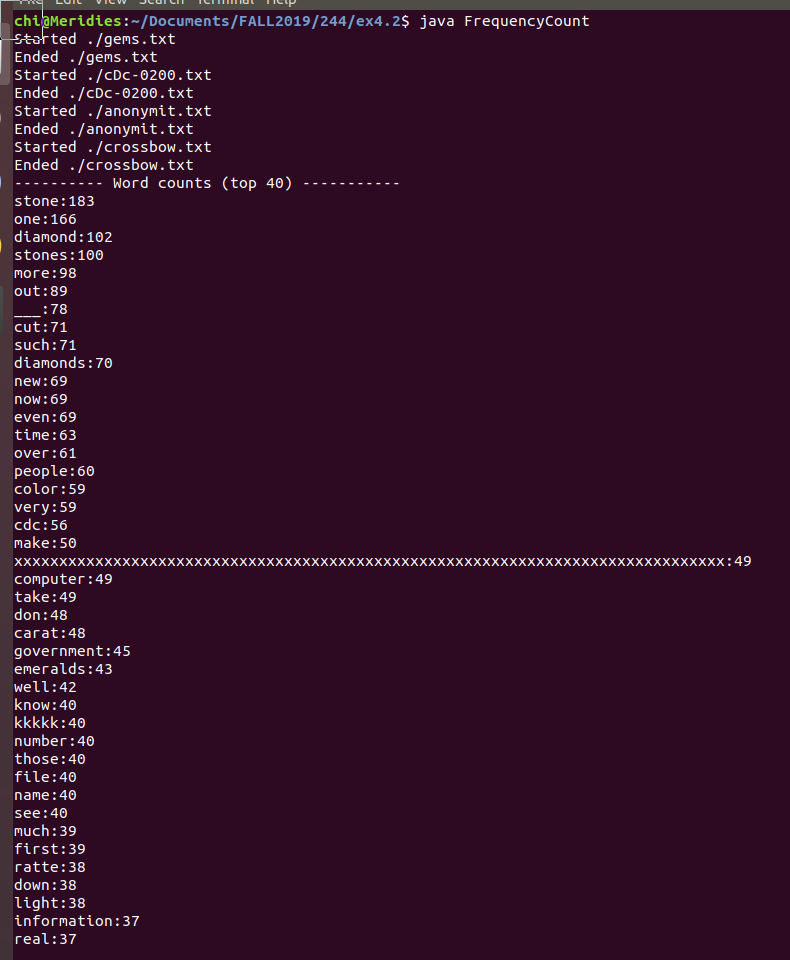 File Edit View Search Terminal Help
chi@Meridies:~/Documents/FALL2019/244/ex4.2$ java FrequencyCount
Started ./gems.txt
Ended ./gems.txt
Started ./cDc-0200.txt
Ended ./cDc-0200.txt
Started ./anonymit.txt
Ended ./anonymit.txt
Started ./crossbow.txt
Ended ./crossbow.txt
---------- Word counts (top 40) -----------
stone:183
one:166
diamond:102
stones:100
more:98
out:89
___:78
cut:71
such:71
diamonds:70
new:69
now:69
even:69
time:63
over:61
people:60
color:59
very:59
cdc:56
make:50
xxxxxxxxxxxxxxxxxxxxxxxxxxxxxxxxxxxxxxxxxxxxxxxxxxxxxxxxxxxxxxxxxxxxxxxxxxxxxxx:49
computer:49
take:49
don:48
carat:48
government:45
emeralds:43
well:42
know:40
kkkkk:40
number:40
those:40
file:40
name:40
see:40
much:39
first:39
ratte:38
down:38
light:38
information:37
real:37